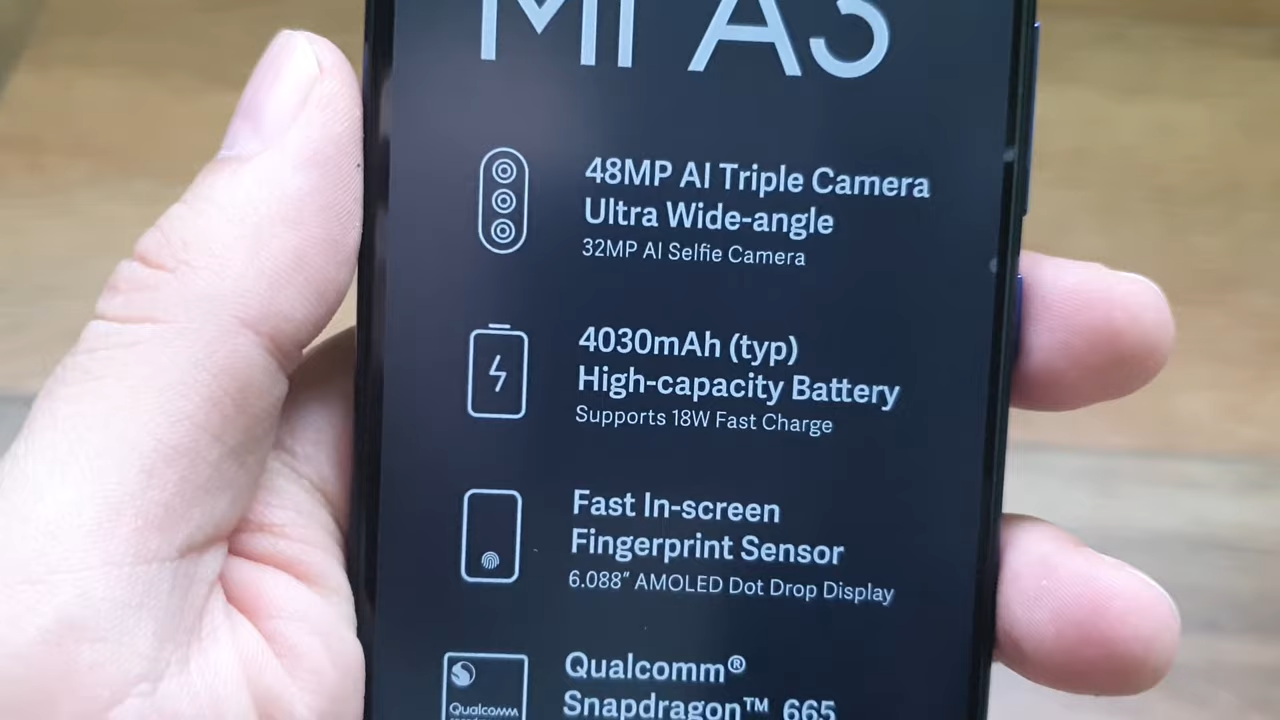 MI A3
48MP AI Triple Camera
Ultra Wide-angle
32MP AI Selfie Camera
4030mAh (typ)
High-capacity Battery
Supports 18W Fast Charge
Fast In-screen
Fingerprint Sensor
6.088″ AMOLED Dot Drop Display
Qualcomm®
Snapdragon™ 665
Qualcomm